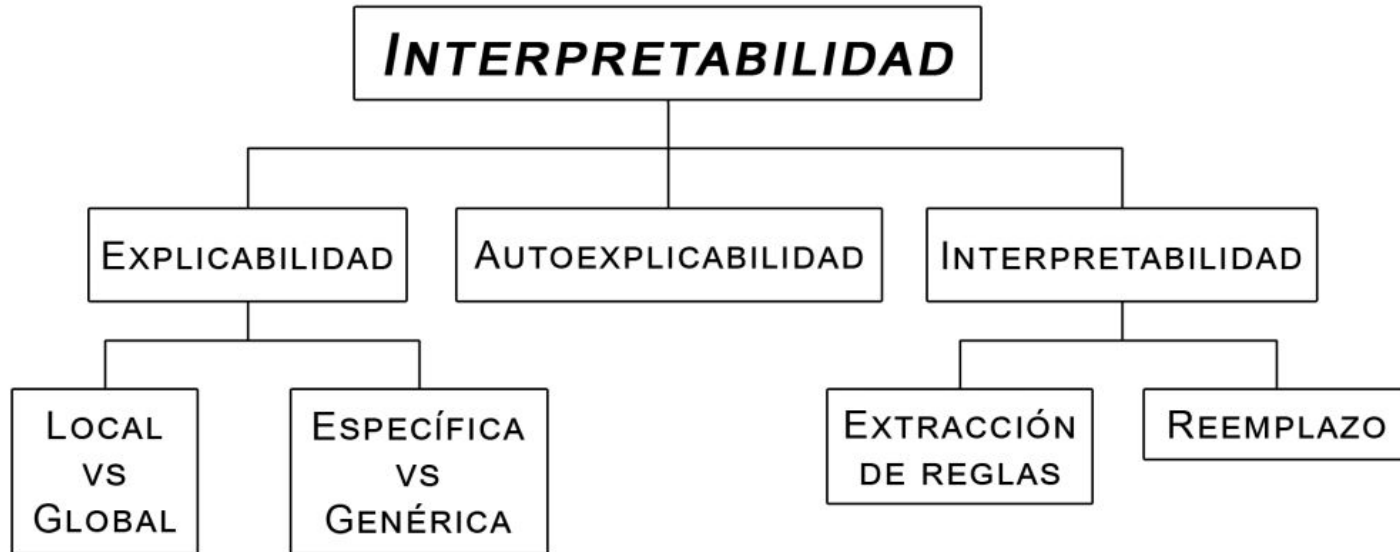 INTERPRETABILIDAD
EXPLICABILIDAD
AUTOEXPLICABILIDAD
INTERPRETABILIDAD
LOCAL
VS
GLOBAL
ESPECÍFICA
VS
GENÉRICA
EXTRACCIÓN
DE REGLAS
REEMPLAZO